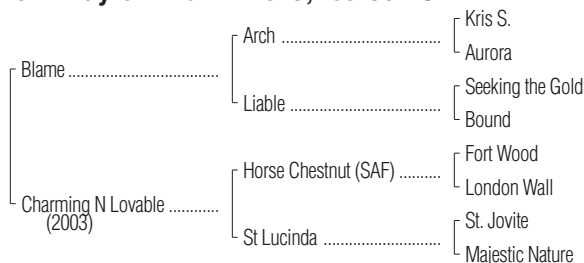 Kris S.
Arch ........................................
Aurora
Blame ......................................
Seeking the Gold
Liable ........................................
Bound
Fort Wood
Horse Chestnut (SAF) ..........
London Wall
Charming N Lovable ............
(2003)
St. Jovite
St Lucinda ................................
Majestic Nature